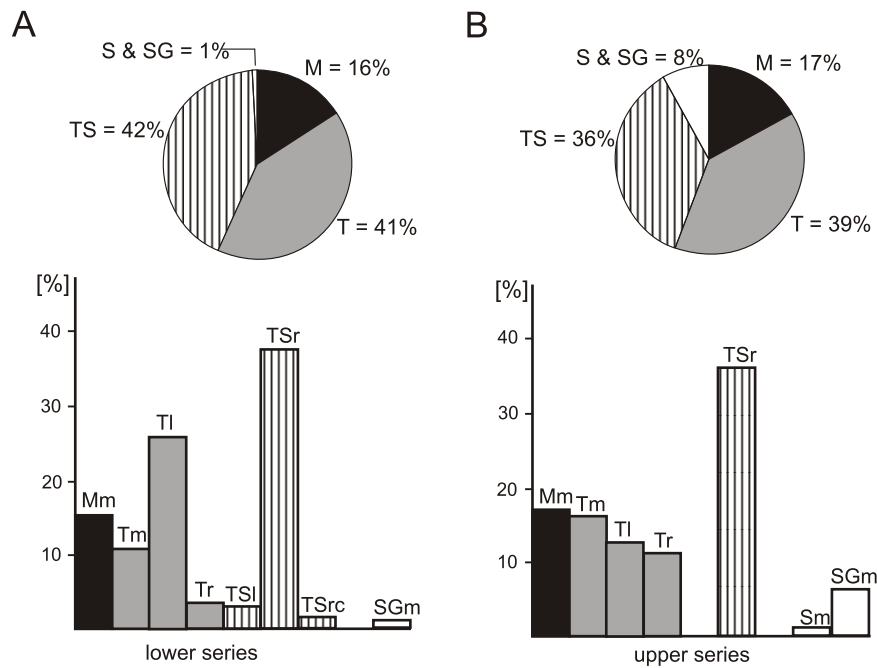 A
S & SG = 1%
M = 16%
TS = 42%
T = 41%
[%]
40
30
20
10
Mm
Tm
Tl
Tr
TSl
TSr
TSrc
SGm
lower series
B
S & SG = 8%
M = 17%
TS = 36%
T = 39%
[%]
40
30
20
10
Mm
Tm
Tl
Tr
TSr
Sm
SGm
upper series